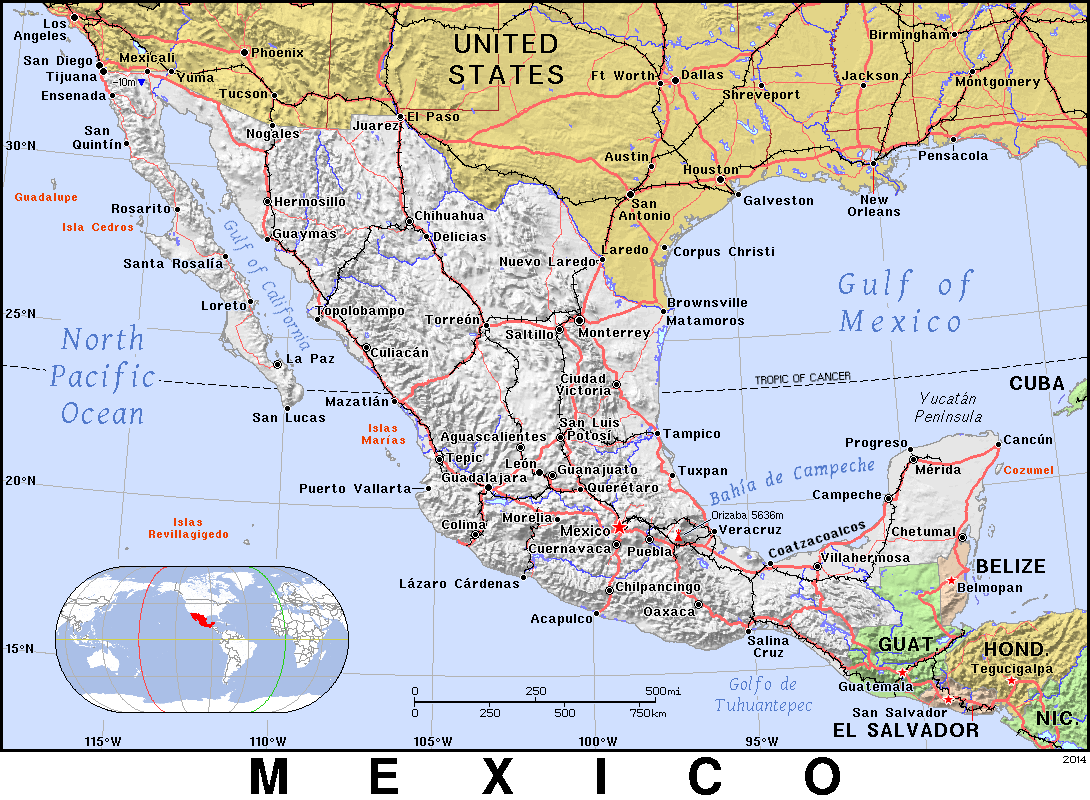 Los
Angeles
San Diego
Tijuana
Ensenada
Mexicali
-10m
Yuma
Phoenix
Tucson
Nogales
UNITED
STATES
Ft Worth
Dallas
Shreveport
Jackson
Birmingham
Montgomery
El Paso
Juarez
Austin
Houston
San
Antonio
Galveston
New
Orleans
Pensacola
San
Quintín
30°N
Guadalupe
Isla Cedros
Rosarito
Hermosillo
Guaymas
Chihuahua
Delicias
Santa Rosalía
Gulf of California
Nuevo Laredo
Laredo
Corpus Christi
Gulf of
Mexico
Loreto
Topolobampo
25°N
Torreón
Saltillo
Monterrey
Brownsville
Matamoros
North
Pacific
Ocean
Culiacán
La Paz
San Lucas
Mazatlán
Ciudad
Victoria
TROPIC OF CANCER
CUBA
Yucatán
Península
Islas
Marías
Aguascalientes
San Luis
Potosí
Tampico
Progreso
Cancún
Mérida
Cozumel
Tepic
León
Guanajuato
Guadalajara
Querétaro
Tuxpan
Bahía de Campeche
Campeche
20°N
Puerto Vallarta
Islas
Revillagigedo
Colima
Morelia
Mexico
Orizaba 5636m
Veracruz
Cuernavaca
Puebla
Coatzacoalcos
Chetumal
Villahermosa
Lázaro Cárdenas
Chilpancingo
Oaxaca
BELIZE
Belmopan
Acapulco
Salina
Cruz
GUAT.
HOND.
Tegucigalpa
15°N
Guatemala
Golfo de
Tuhuantepec
San Salvador
EL SALVADOR
NIC.
0 250 500mi
0 250 500 750km
115°W 110°W 105°W 100°W 95°W
2014
MEXICO